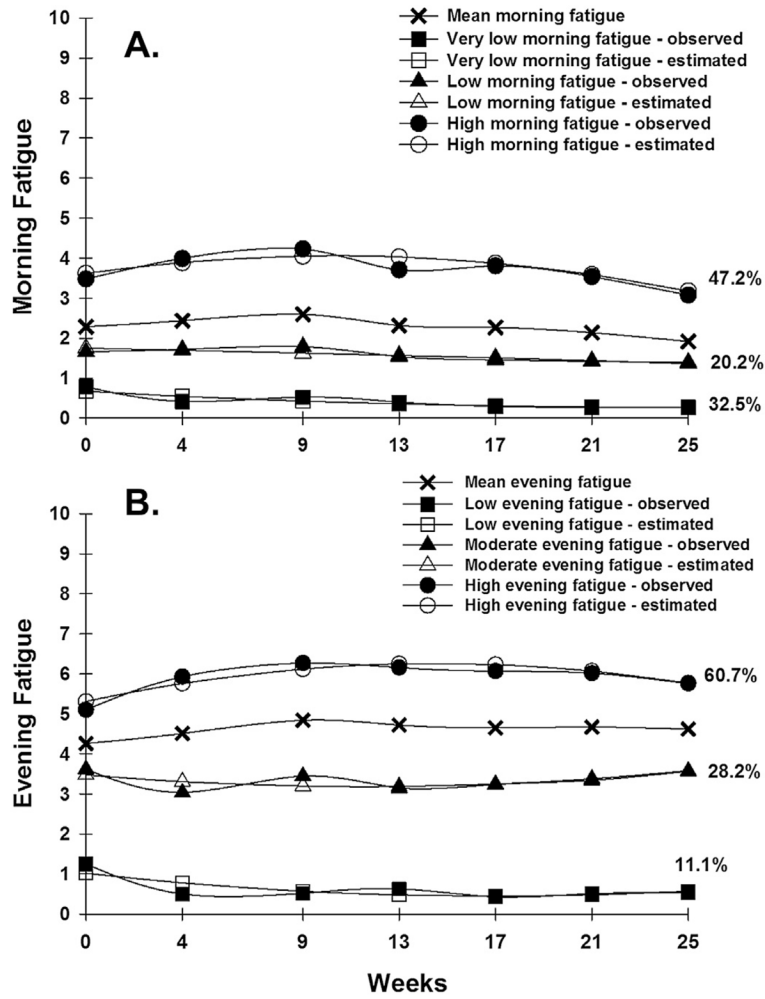 A.
Mean morning fatigue
Very low morning fatigue - observed
Very low morning fatigue - estimated
Low morning fatigue - observed
Low morning fatigue - estimated
High morning fatigue - observed
High morning fatigue - estimated
Morning Fatigue
10
9
8
7
6
5
4
3
2
1
0
47.2%
20.2%
32.5%
0 4 9 13 17 21 25
B.
Mean evening fatigue
Low evening fatigue - observed
Low evening fatigue - estimated
Moderate evening fatigue - observed
Moderate evening fatigue - estimated
High evening fatigue - observed
High evening fatigue - estimated
Evening Fatigue
10
9
8
7
6
5
4
3
2
1
0
60.7%
28.2%
11.1%
0 4 9 13 17 21 25
Weeks